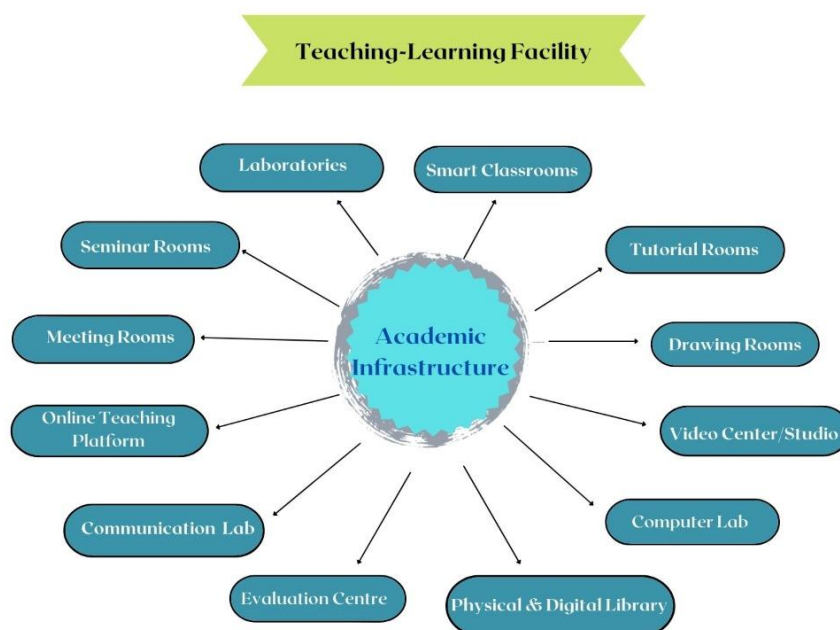 Teaching-Learning Facility
Laboratories
Smart Classrooms
Seminar Rooms
Tutorial Rooms
Meeting Rooms
Academic
Infrastructure
Drawing Rooms
Online Teaching
Platform
Video Center/Studio
Communication Lab
Computer Lab
Evaluation Centre
Physical & Digital Library